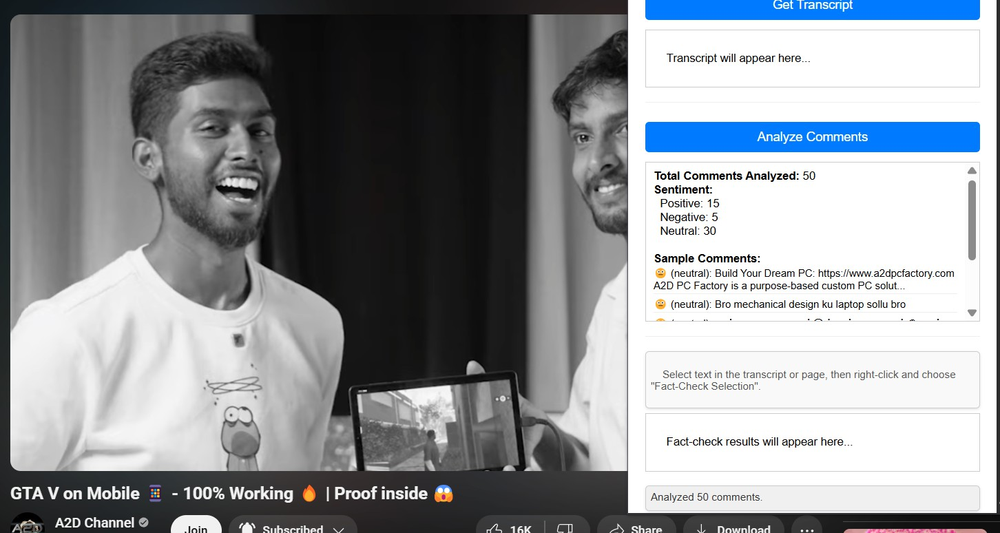 Get Transcript
Transcript will appear here...
Analyze Comments
Total Comments Analyzed: 50
Sentiment:
Positive: 15
Negative: 5
Neutral: 30
Sample Comments:
😐 (neutral): Build Your Dream PC: https://www.a2dpcfactory.com
A2D PC Factory is a purpose-based custom PC solut...
😐 (neutral): Bro mechanical design ku laptop sollu bro
Select text in the transcript or page, then right-click and choose
"Fact-Check Selection".
Fact-check results will appear here...
Analyzed 50 comments.
GTA V on Mobile 📱 - 100% Working 🔥 | Proof inside 😱
A2D
A2D Channel
Join
Subscribed
16K
Share
Download